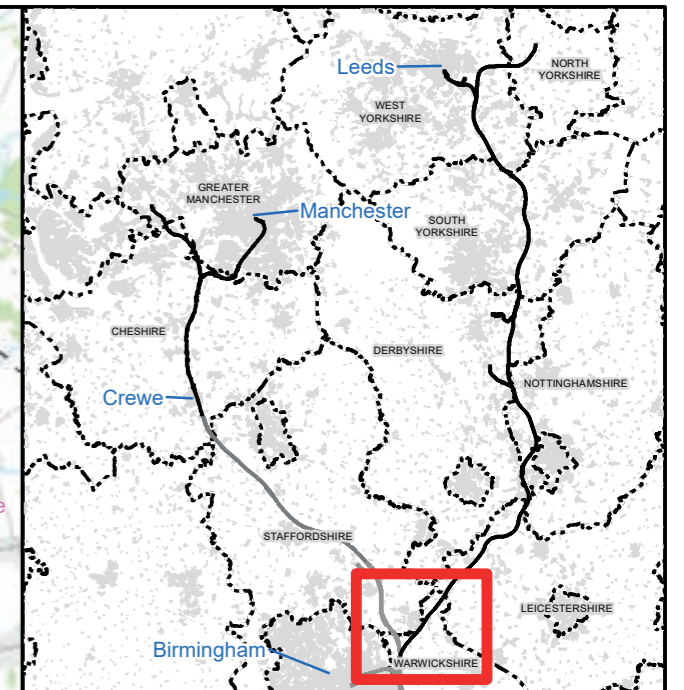 Leeds
NORTH
YORKSHIRE
WEST
YORKSHIRE
GREATER
MANCHESTER
Manchester
SOUTH
YORKSHIRE
CHESHIRE
DERBYSHIRE
NOTTINGHAMSHIRE
Crewe
e
STAFFORDSHIRE
LEICESTERSHIRE
Birmingham
WARWICKSHIRE